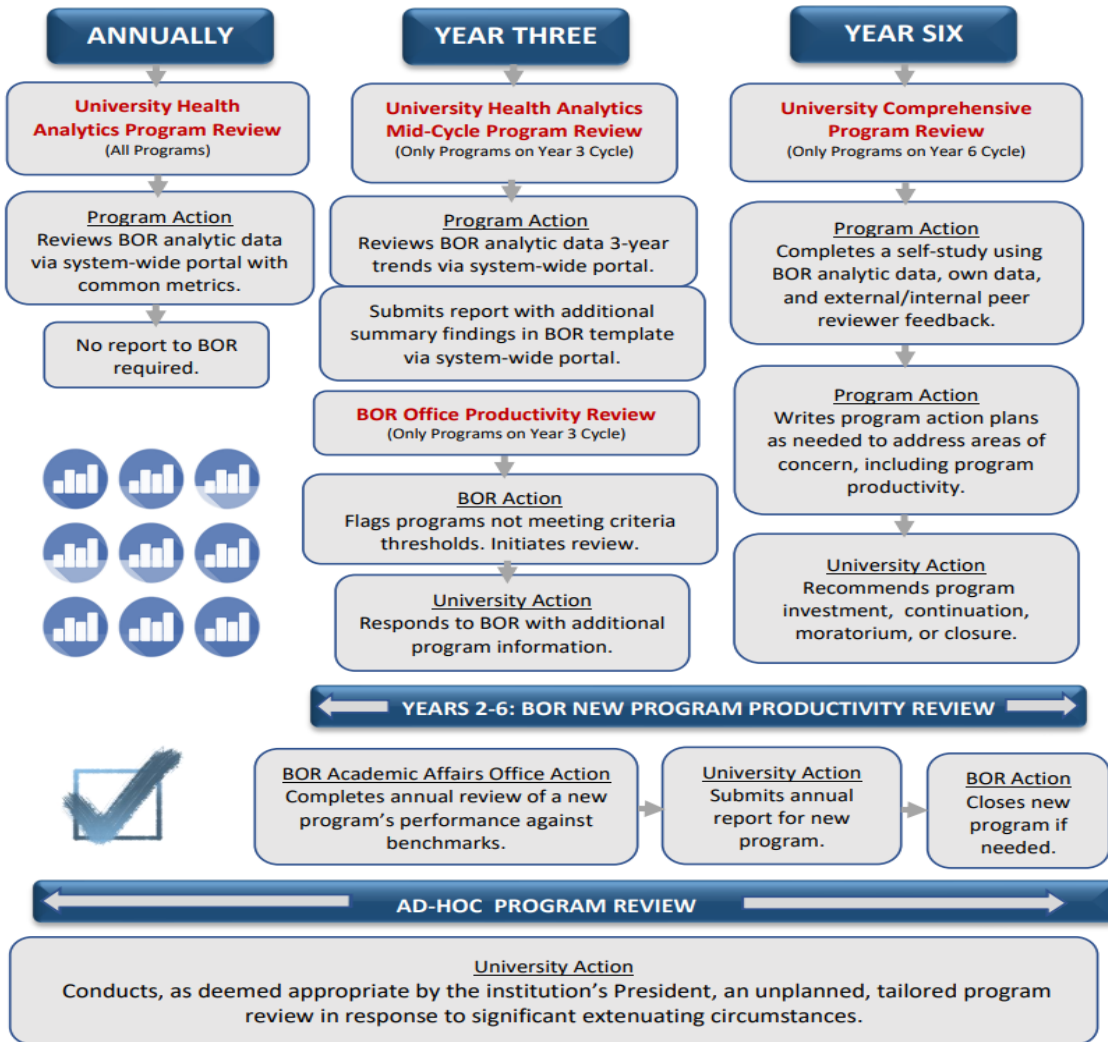 ANNUALLY
University Health
Analytics Program Review
(All Programs)
Program Action
Reviews BOR analytic data
via system-wide portal with
common metrics.
No report to BOR
required.
YEAR THREE
University Health Analytics
Mid-Cycle Program Review
(Only Programs on Year 3 Cycle)
Program Action
Reviews BOR analytic data 3-year
trends via system-wide portal.
Submits report with additional
summary findings in BOR template
via system-wide portal.
BOR Office Productivity Review
(Only Programs on Year 3 Cycle)
BOR Action
Flags programs not meeting criteria
thresholds. Initiates review.
University Action
Responds to BOR with additional
program information.
YEAR SIX
University Comprehensive
Program Review
(Only Programs on Year 6 Cycle)
Program Action
Completes a self-study using
BOR analytic data, own data,
and external/internal peer
reviewer feedback.
Program Action
Writes program action plans
as needed to address areas of
concern, including program
productivity.
University Action
Recommends program
investment, continuation,
moratorium, or closure.
YEARS 2-6: BOR NEW PROGRAM PRODUCTIVITY REVIEW
BOR Academic Affairs Office Action
Completes annual review of a new
program’s performance against
benchmarks.
University Action
Submits annual
report for new
program.
BOR Action
Closes new
program if
needed.
AD-HOC PROGRAM REVIEW
University Action
Conducts, as deemed appropriate by the institution’s President, an unplanned, tailored program
review in response to significant extenuating circumstances.